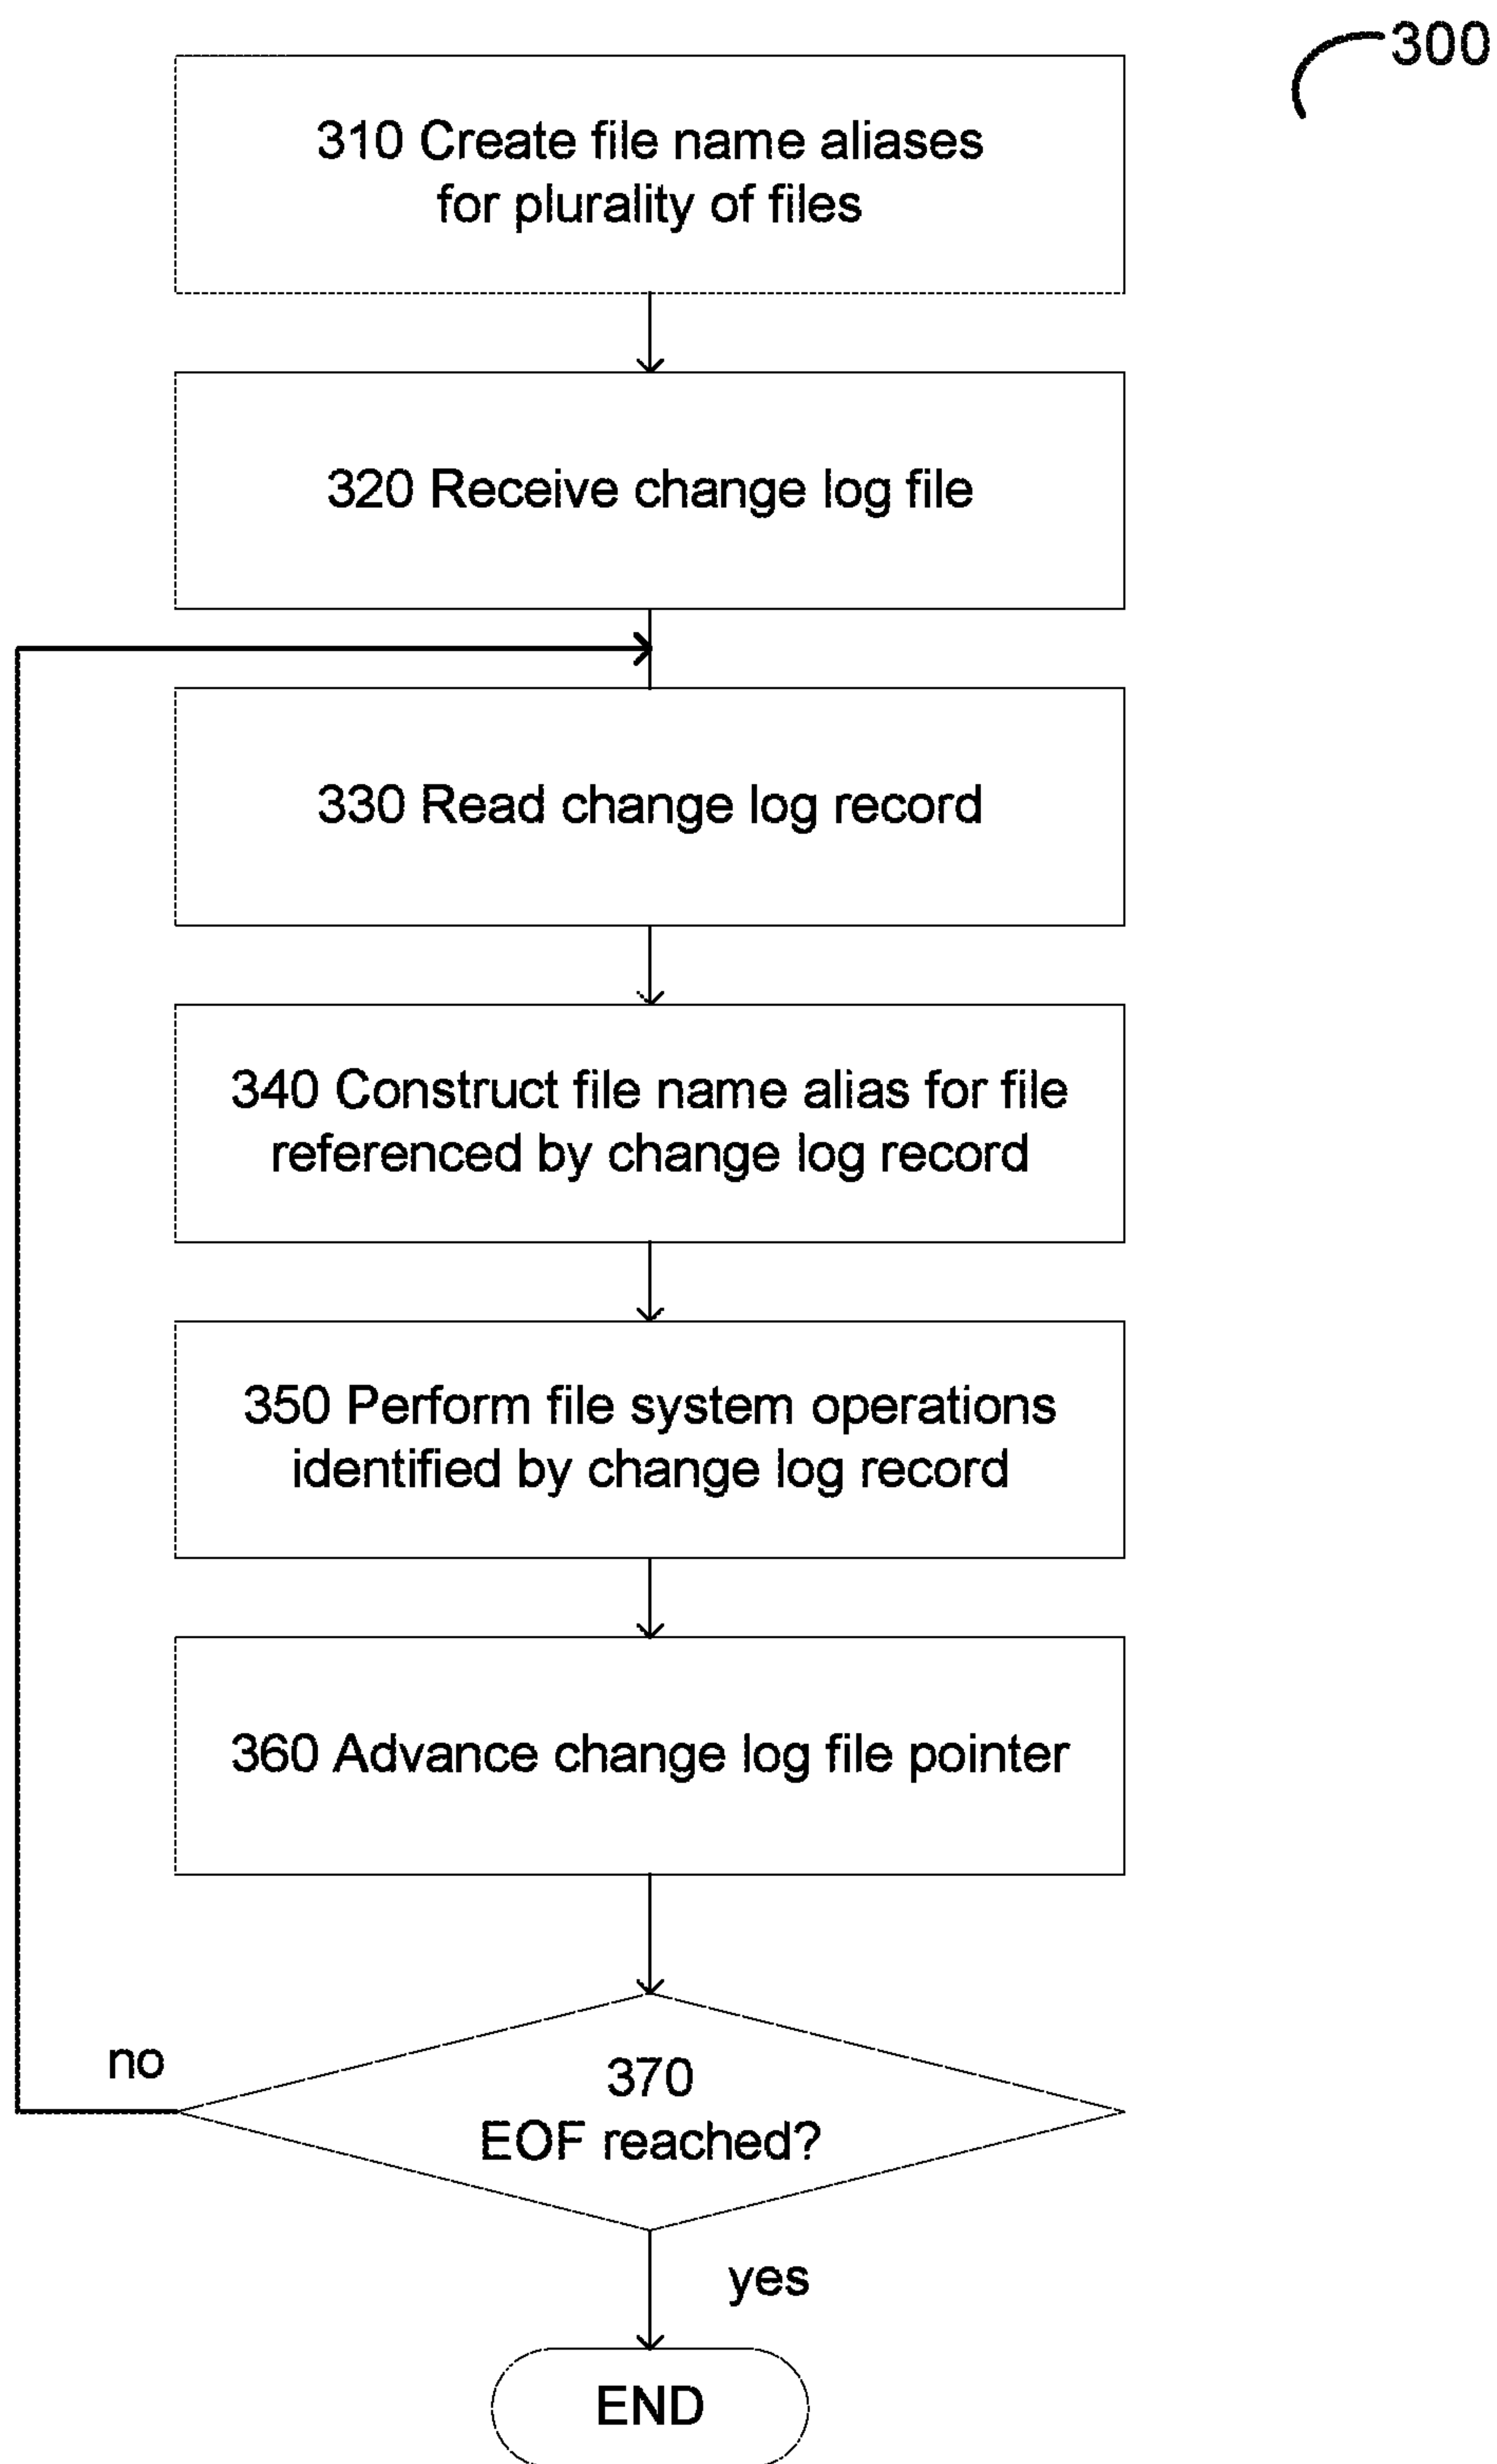 300
310 Create file name aliases
for plurality of files
320 Receive change log file
330 Read change log record
340 Construct file name alias for file
referenced by change log record
350 Perform file system operations
identified by change log record
360 Advance change log file pointer
no
370
EOF reached?
yes
END